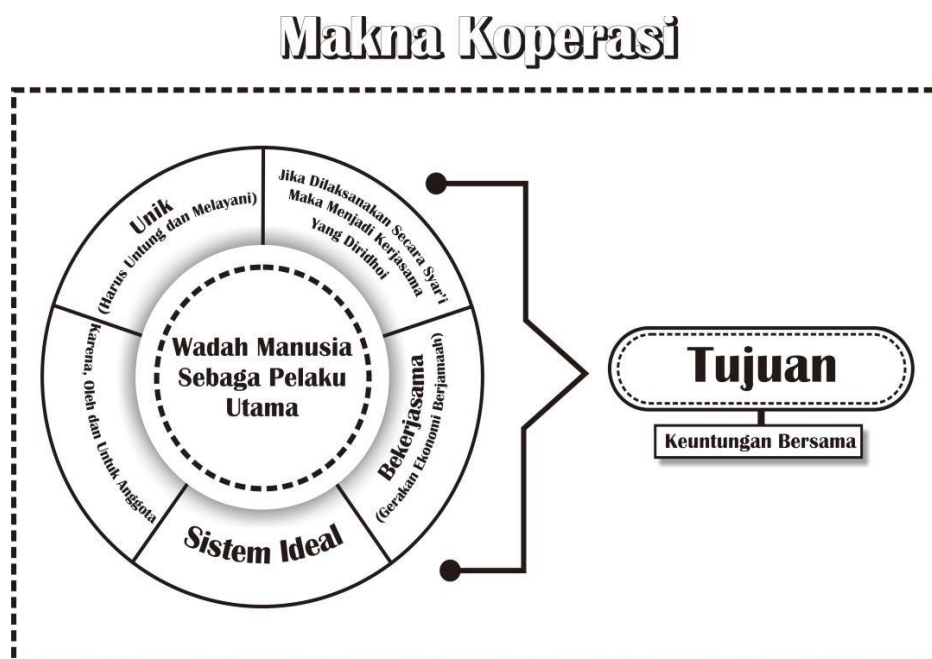 Makna Koperasi
Unik
(Harus Untung dan Melayani)
Jika Dilaksanakan Secara Syar'i
Maka Menjadi Kerjasama
Yang Diridhoi
Wadah Manusia
Sebaga Pelaku
Utama
Karena, Oleh dan Untuk Anggota
Bekerjasama
(Gerakan Ekonomi Berjamaah)
Sistem Ideal
Tujuan
Keuntungan Bersama